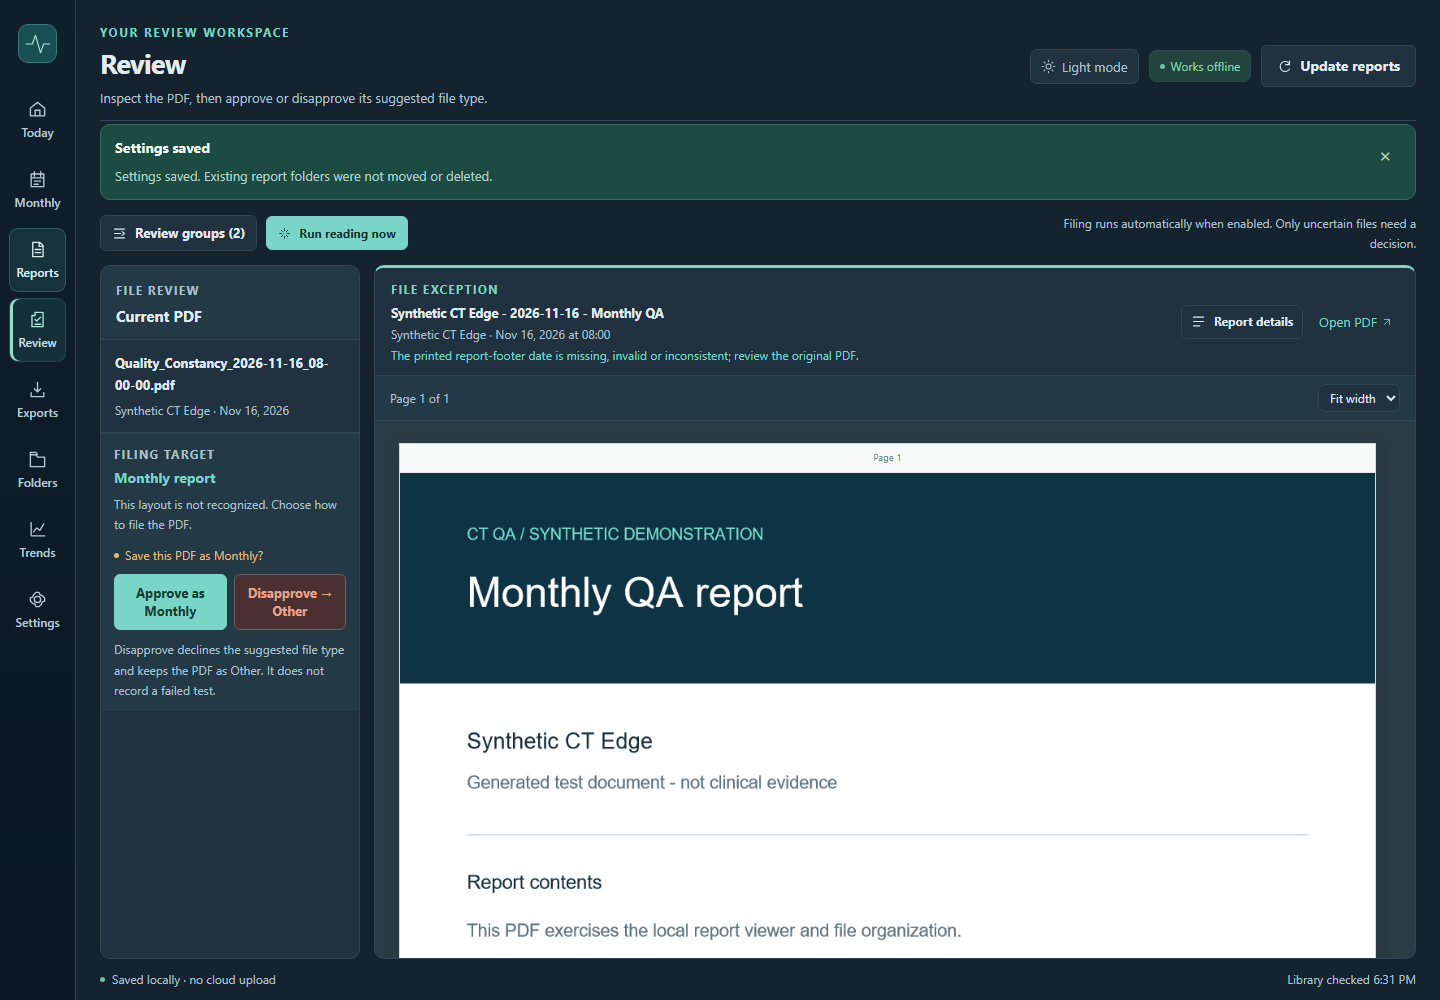 Today
Monthly
Reports
Review
Exports
Folders
Trends
Settings
YOUR REVIEW WORKSPACE
Review
Inspect the PDF, then approve or disapprove its suggested file type.
Light mode
Works offline
Update reports
Settings saved
Settings saved. Existing report folders were not moved or deleted.
Review groups (2)
Run reading now
Filing runs automatically when enabled. Only uncertain files need a
decision.
FILE REVIEW
Current PDF
Quality_Constancy_2026-11-16_08-
00-00.pdf
Synthetic CT Edge · Nov 16, 2026
FILING TARGET
Monthly report
This layout is not recognized. Choose how
to file the PDF.
Save this PDF as Monthly?
Approve as
Monthly
Disapprove →
Other
Disapprove declines the suggested file type
and keeps the PDF as Other. It does not
record a failed test.
FILE EXCEPTION
Synthetic CT Edge - 2026-11-16 - Monthly QA
Synthetic CT Edge · Nov 16, 2026 at 08:00
The printed report-footer date is missing, invalid or inconsistent; review the original PDF.
Report details
Open PDF ↗
Page 1 of 1
Fit width
Page 1
CT QA / SYNTHETIC DEMONSTRATION
Monthly QA report
Synthetic CT Edge
Generated test document - not clinical evidence
Report contents
This PDF exercises the local report viewer and file organization.
Saved locally · no cloud upload
Library checked 6:31 PM